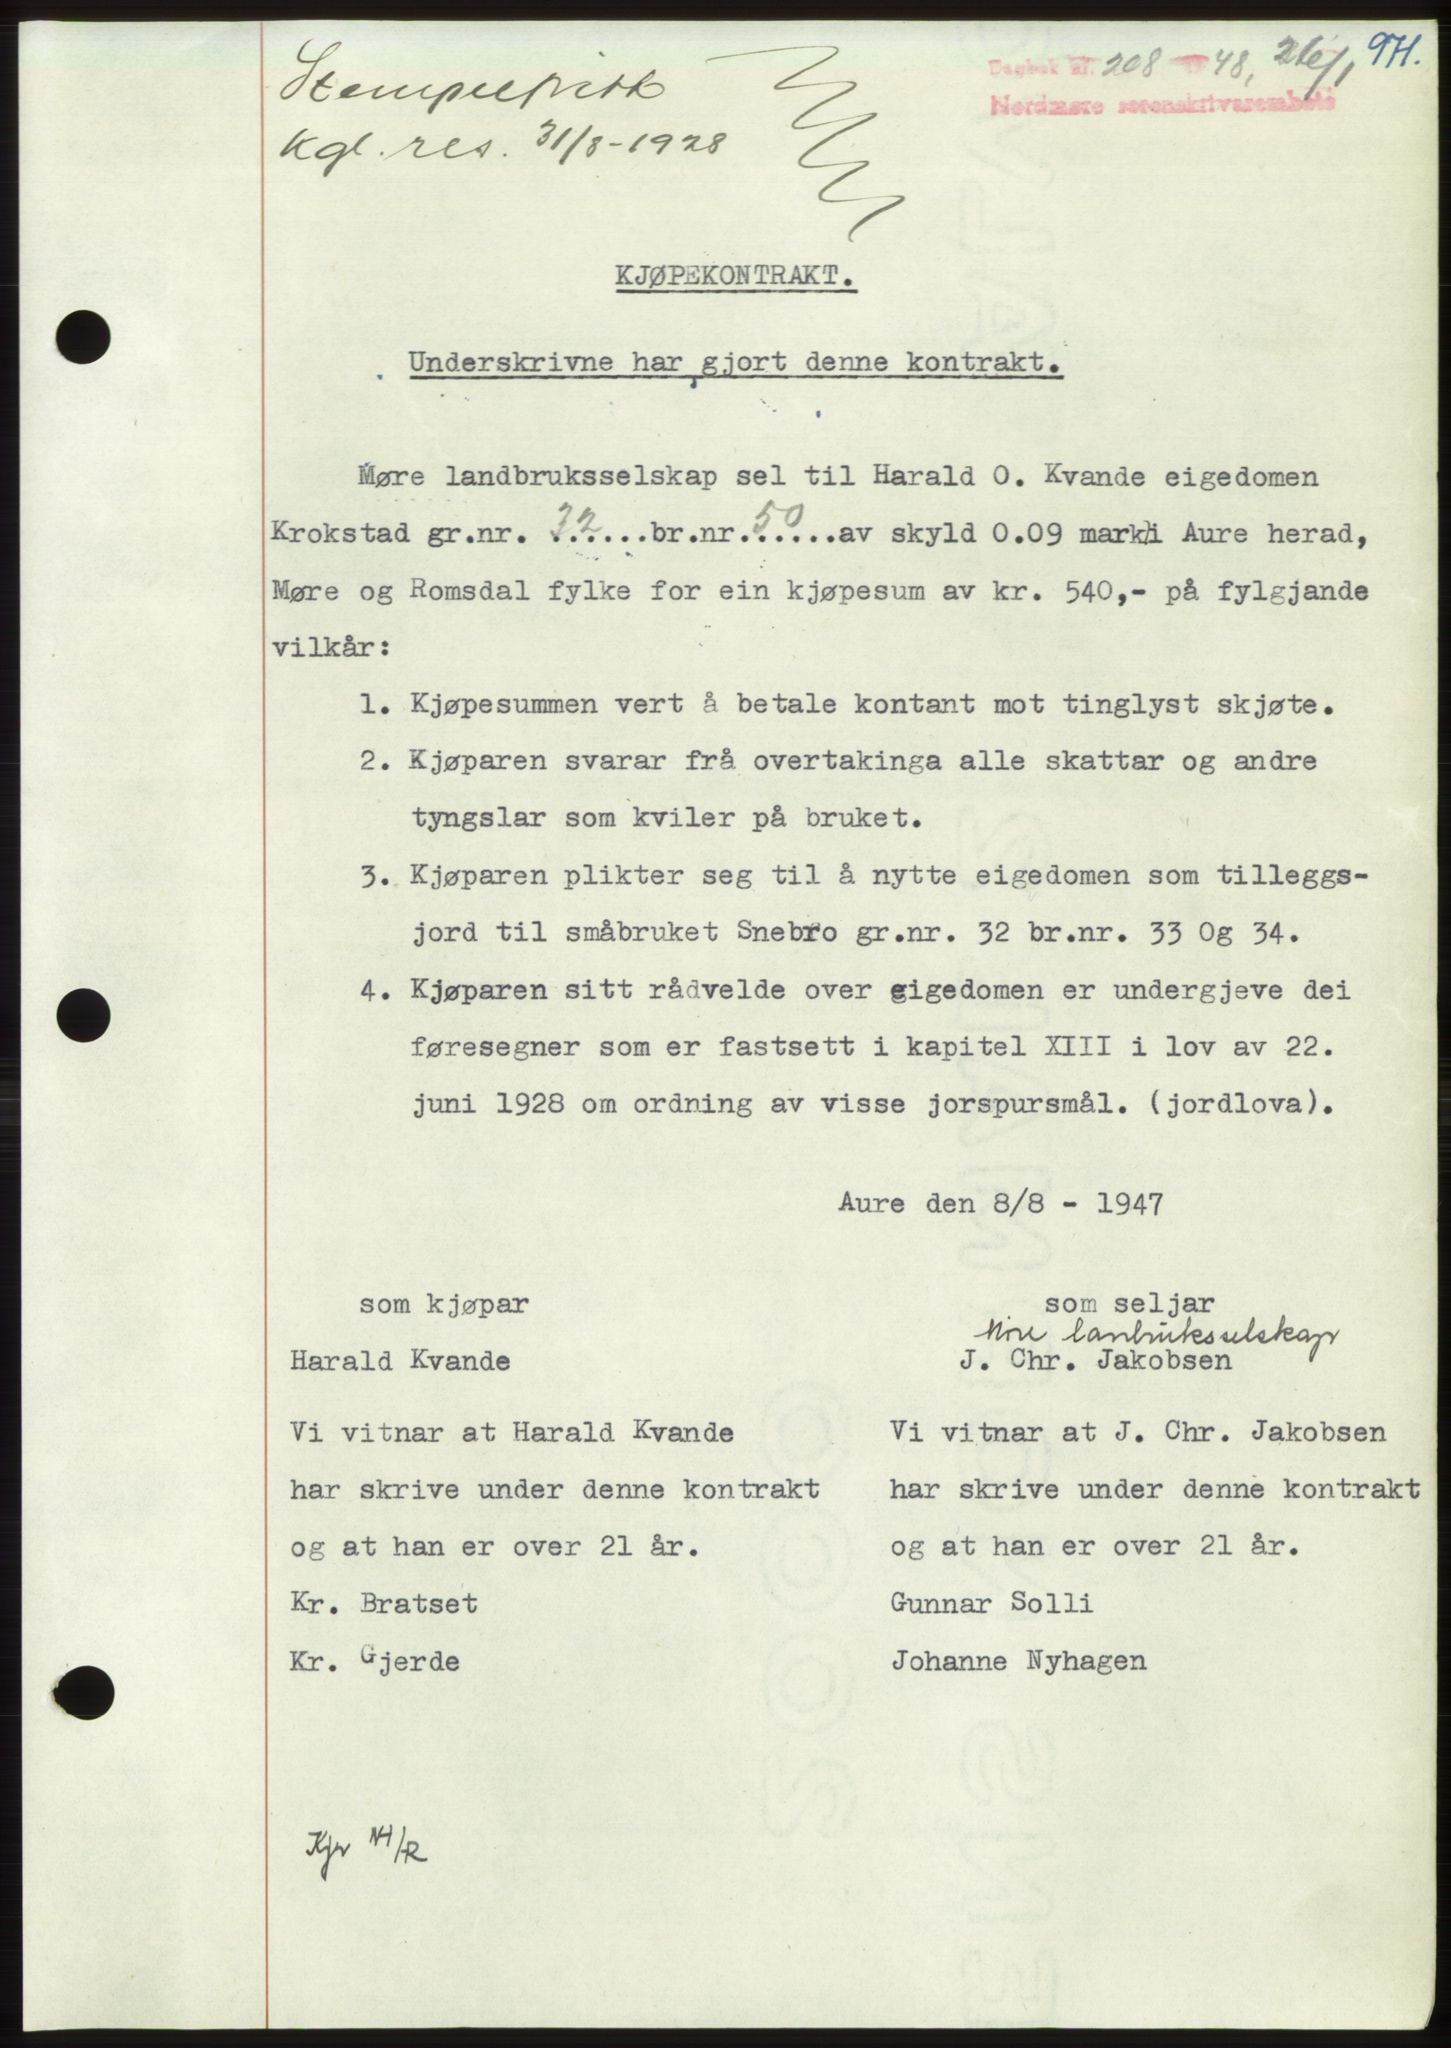 Stempelfritt
Kgl. res. 31/8-1928
Dagbok nr. 208 19 48, 26/1 971.
Nordmøre sorenskrivarembete
KJØPEKONTRAKT.
Underskrivne har gjort denne kontrakt.
Møre landbruksselskap sel til Harald O. Kvande eigedomen
Krokstad gr.nr. 32......br.nr.50.....av skyld 0.09 mark i Aure herad,
Møre og Romsdal fylke for ein kjøpesum av kr. 540,- på fylgjande
vilkår:
1. Kjøpesummen vert å betale kontant mot tinglyst skjøte.
2. Kjøparen svarar frå overtakinga alle skattar og andre
tyngslar som kviler på bruket.
3. Kjøparen plikter seg til å nytte eigedomen som tilleggs-
jord til småbruket Snebro gr.nr. 32 br.nr. 33 Og 34.
4. Kjøparen sitt rådvelde over eigedomen er undergjeve dei
føresegner som er fastsett i kapitel XIII i lov av 22.
juni 1928 om ordning av visse jorspursmål. (jordlova).
Aure den 8/8 - 1947
som kjøpar som seljar
Møre lanbruksselskap
Harald Kvande J. Chr. Jakobsen
Vi vitnar at Harald Kvande Vi vitnar at J. Chr. Jakobsen
har skrive under denne kontrakt har skrive under denne kontrakt
og at han er over 21 år. og at han er over 21 år.
Kr. Bratset Gunnar Solli
Kr. Gjerde Johanne Nyhagen
Kjr NH/R